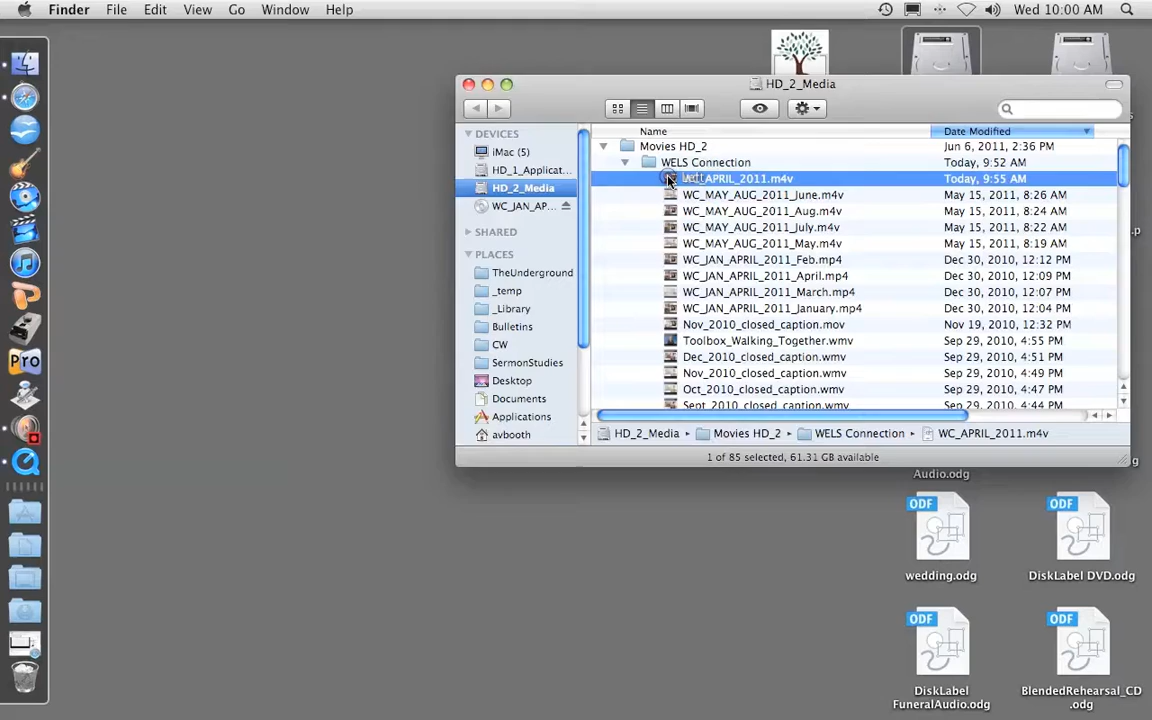 Finder File Edit View Go Window Help Wed 10:00 AM
HD_2_Media
DEVICES
iMac (5)
HD_1_Applicat...
HD_2_Media
WC_JAN_AP...
SHARED
PLACES
TheUnderground
_temp
_Library
Bulletins
CW
SermonStudies
Desktop
Documents
Applications
avbooth
Name Date Modified
Movies HD_2 Jun 6, 2011, 2:36 PM
WELS Connection Today, 9:52 AM
APRIL_2011.m4v Today, 9:55 AM
WC_MAY_AUG_2011_June.m4v May 15, 2011, 8:26 AM
WC_MAY_AUG_2011_Aug.m4v May 15, 2011, 8:24 AM
WC_MAY_AUG_2011_July.m4v May 15, 2011, 8:22 AM
WC_MAY_AUG_2011_May.m4v May 15, 2011, 8:19 AM
WC_JAN_APRIL_2011_Feb.mp4 Dec 30, 2010, 12:12 PM
WC_JAN_APRIL_2011_April.mp4 Dec 30, 2010, 12:09 PM
WC_JAN_APRIL_2011_March.mp4 Dec 30, 2010, 12:07 PM
WC_JAN_APRIL_2011_January.mp4 Dec 30, 2010, 12:04 PM
Nov_2010_closed_caption.mov Nov 19, 2010, 12:32 PM
Toolbox_Walking_Together.wmv Sep 29, 2010, 4:55 PM
Dec_2010_closed_caption.wmv Sep 29, 2010, 4:51 PM
Nov_2010_closed_caption.wmv Sep 29, 2010, 4:49 PM
Oct_2010_closed_caption.wmv Sep 29, 2010, 4:47 PM
Sept_2010_closed_caption.wmv Sep 29, 2010, 4:44 PM
HD_2_Media Movies HD_2 WELS Connection WC_APRIL_2011.m4v
1 of 85 selected, 61.31 GB available
.p
g
Audio.odg
ODF
wedding.odg
ODF
DiskLabel DVD.odg
ODF
DiskLabel
FuneralAudio.odg
ODF
BlendedRehearsal_CD
.odg
Pro